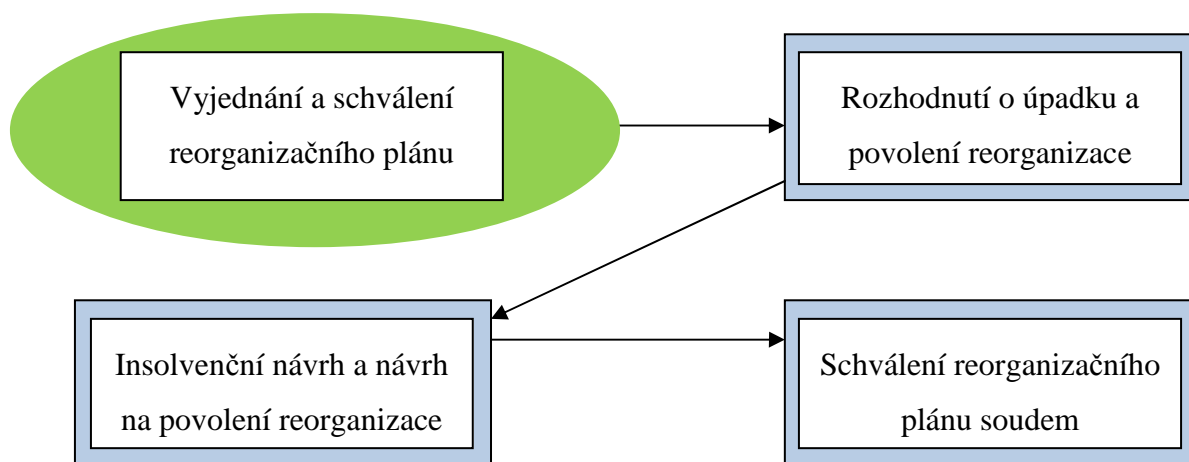 Vyjednání a schválení
reorganizačního plánu
Rozhodnutí o úpadku a
povolení reorganizace
Insolvenční návrh a návrh
na povolení reorganizace
Schválení reorganizačního
plánu soudem